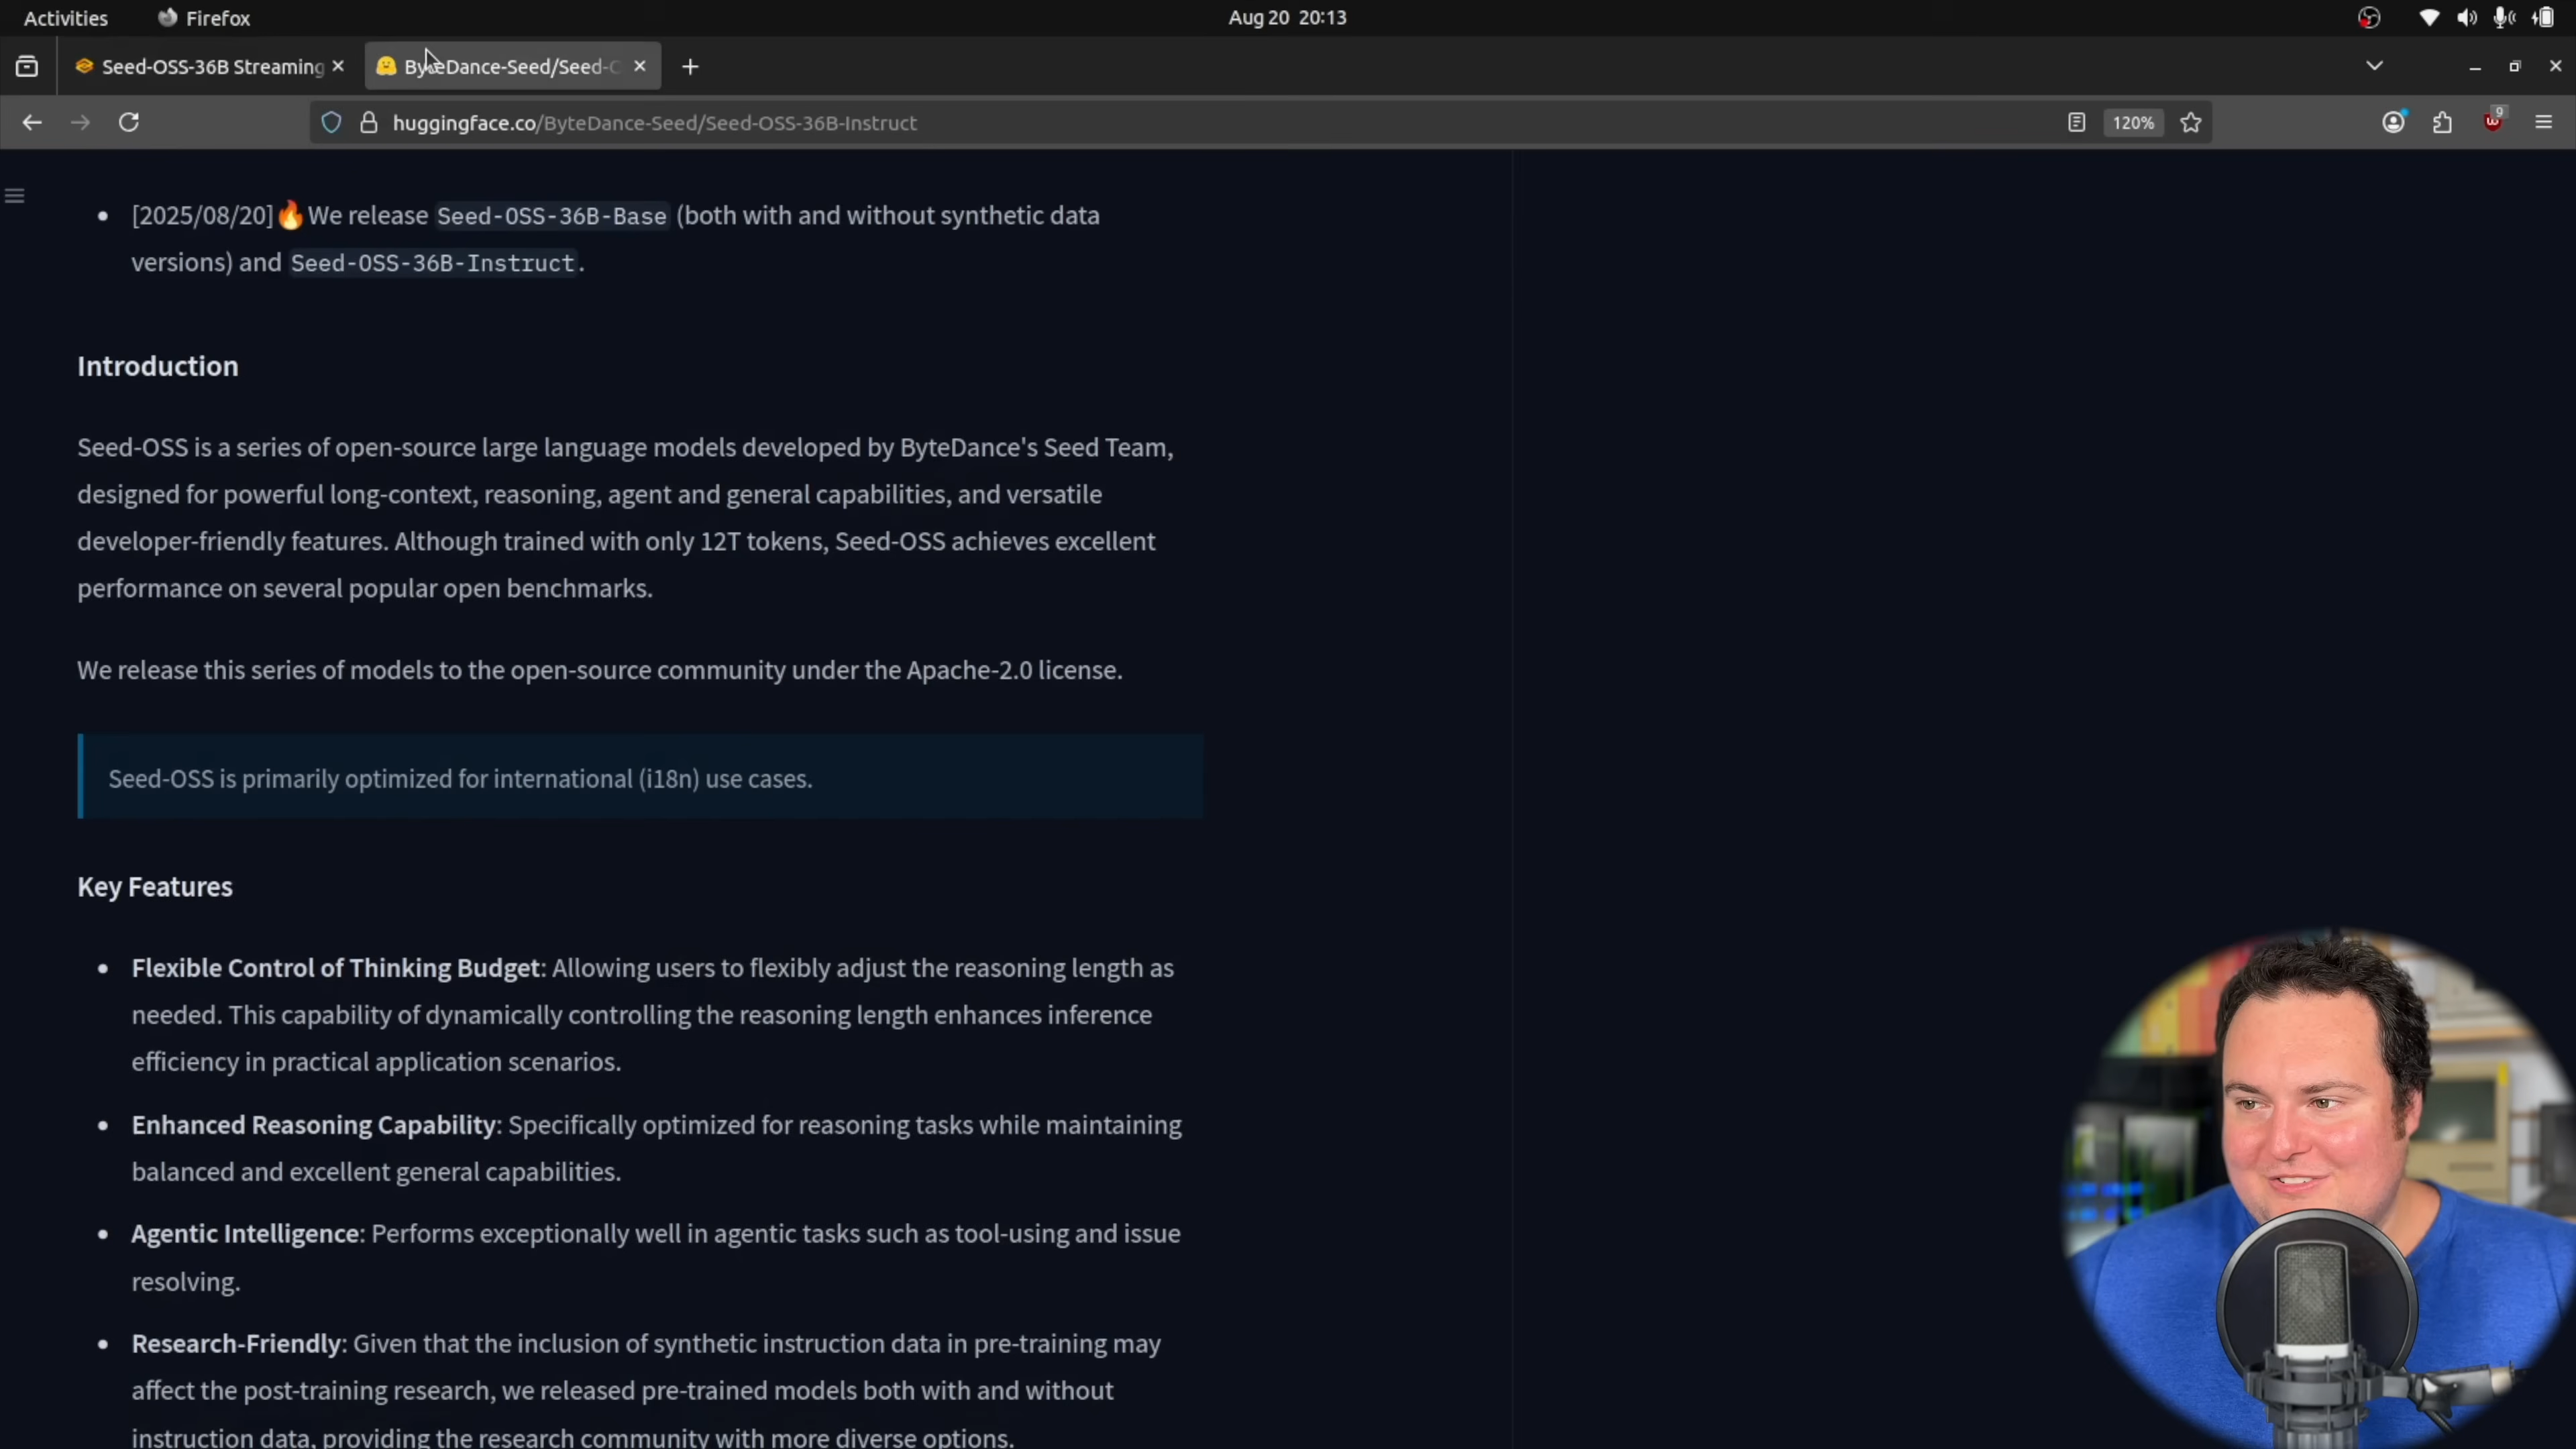 Activities Firefox Aug 20 20:13
Seed-OSS-36B Streaming ByteDance-Seed/Seed-O
huggingface.co/ByteDance-Seed/Seed-OSS-36B-Instruct 120% 9
• [2025/08/20]🔥We release Seed-OSS-36B-Base (both with and without synthetic data
versions) and Seed-OSS-36B-Instruct.
Introduction
Seed-OSS is a series of open-source large language models developed by ByteDance's Seed Team,
designed for powerful long-context, reasoning, agent and general capabilities, and versatile
developer-friendly features. Although trained with only 12T tokens, Seed-OSS achieves excellent
performance on several popular open benchmarks.
We release this series of models to the open-source community under the Apache-2.0 license.
Seed-OSS is primarily optimized for international (i18n) use cases.
Key Features
• Flexible Control of Thinking Budget: Allowing users to flexibly adjust the reasoning length as
needed. This capability of dynamically controlling the reasoning length enhances inference
efficiency in practical application scenarios.
• Enhanced Reasoning Capability: Specifically optimized for reasoning tasks while maintaining
balanced and excellent general capabilities.
• Agentic Intelligence: Performs exceptionally well in agentic tasks such as tool-using and issue
resolving.
• Research-Friendly: Given that the inclusion of synthetic instruction data in pre-training may
affect the post-training research, we released pre-trained models both with and without
instruction data, providing the research community with more diverse options.